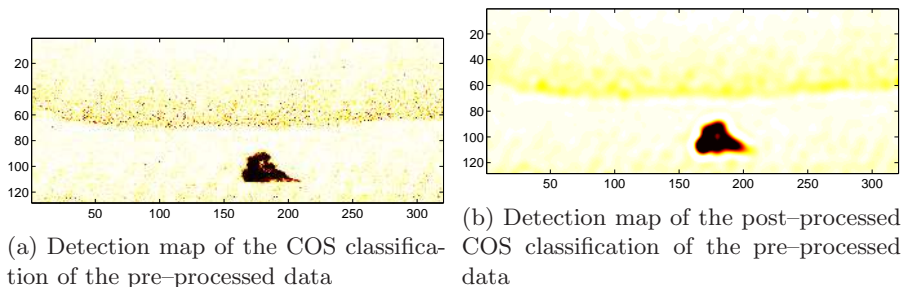 20
40
60
80
100
120
50 100 150 200 250 300
(a) Detection map of the COS classifica-
tion of the pre–processed data
20
40
60
80
100
120
50 100 150 200 250 300
(b) Detection map of the post–processed
COS classification of the pre–processed
data